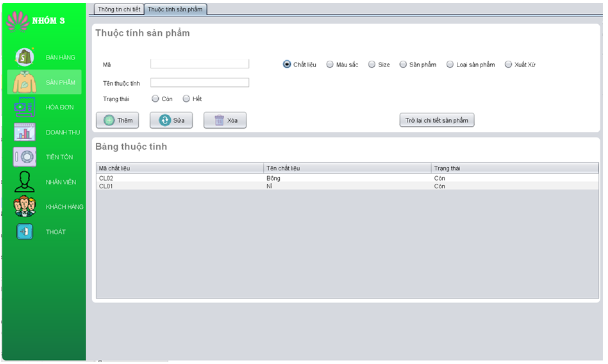 Thông tin chi tiết
Thuộc tính sản phẩm
NHÓM 3
Thuộc tính sản phẩm
Mã
Chất liệu
Màu sắc
Size
Sản phẩm
Loại sản phẩm
Xuất Xứ
Tên thuộc tính
Trạng thái
Còn
Hết
Thêm
Sửa
Xóa
Trở lại chi tiết sản phẩm
BÁN HÀNG
SẢN PHẨM
HÓA ĐƠN
DOANH THU
TIỀN TỒN
NHÂN VIÊN
KHÁCH HÀNG
THOÁT
Bảng thuộc tính
Mã chất liệu Tên chất liệu Trạng thái
CL02 Bông Còn
CL01 Nỉ Còn